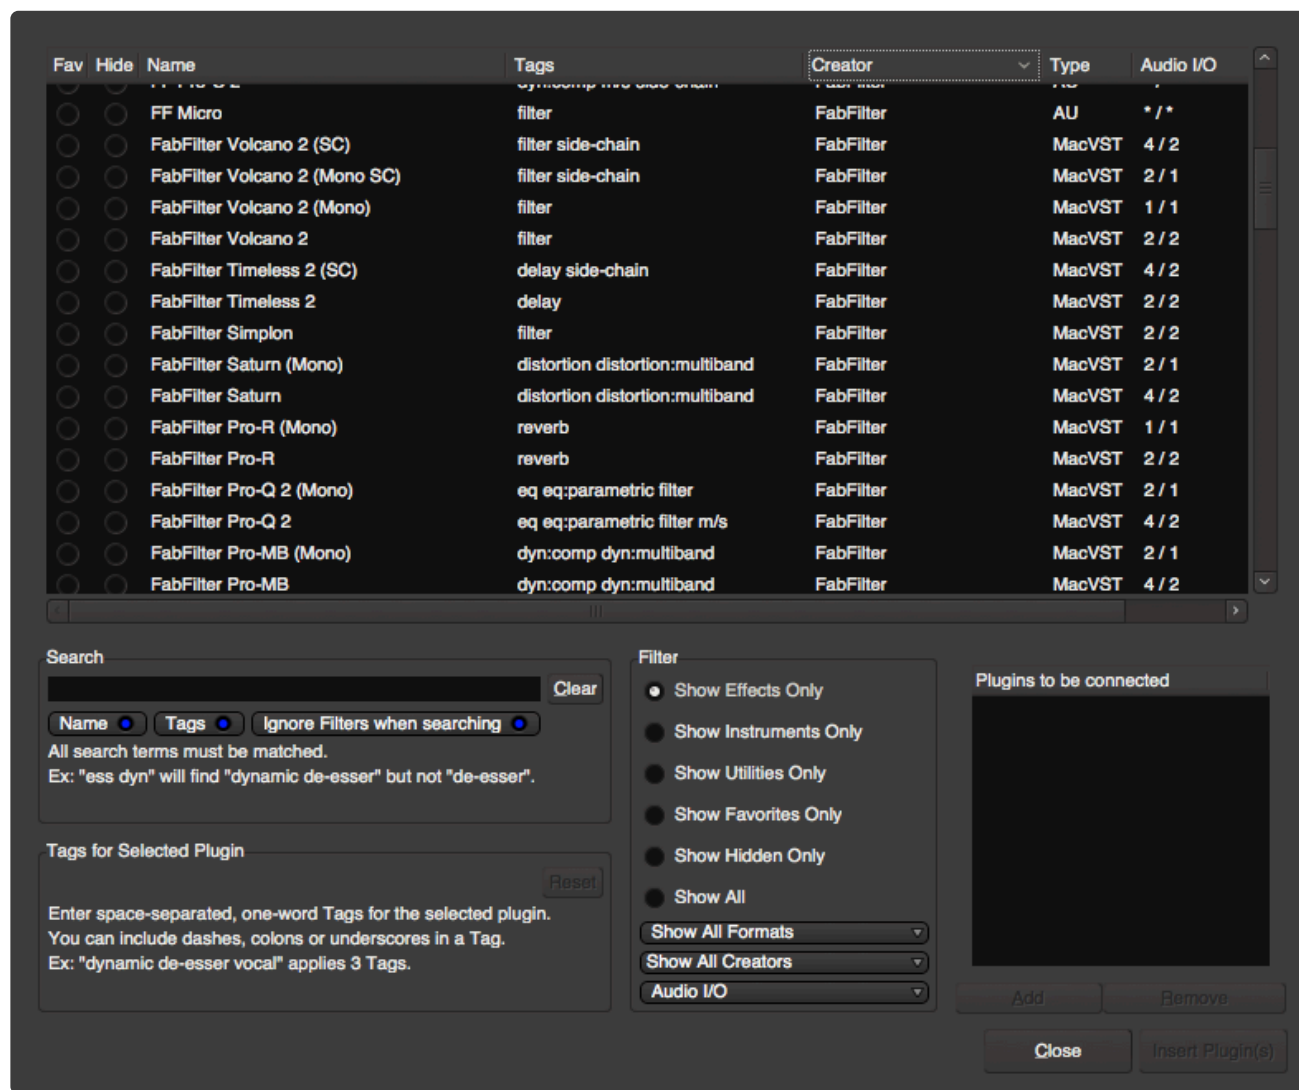 Fav Hide Name Tags Creator Type Audio I/O
FabFilter
FF Micro filter FabFilter AU * / *
FabFilter Volcano 2 (SC) filter side-chain FabFilter MacVST 4 / 2
FabFilter Volcano 2 (Mono SC) filter side-chain FabFilter MacVST 2 / 1
FabFilter Volcano 2 (Mono) filter FabFilter MacVST 1 / 1
FabFilter Volcano 2 filter FabFilter MacVST 2 / 2
FabFilter Timeless 2 (SC) delay side-chain FabFilter MacVST 4 / 2
FabFilter Timeless 2 delay FabFilter MacVST 2 / 2
FabFilter Simplon filter FabFilter MacVST 2 / 2
FabFilter Saturn (Mono) distortion distortion:multiband FabFilter MacVST 2 / 1
FabFilter Saturn distortion distortion:multiband FabFilter MacVST 4 / 2
FabFilter Pro-R (Mono) reverb FabFilter MacVST 1 / 1
FabFilter Pro-R reverb FabFilter MacVST 2 / 2
FabFilter Pro-Q 2 (Mono) eq eq:parametric filter FabFilter MacVST 2 / 1
FabFilter Pro-Q 2 eq eq:parametric filter m/s FabFilter MacVST 4 / 2
FabFilter Pro-MB (Mono) dyn:comp dyn:multiband FabFilter MacVST 2 / 1
FabFilter Pro-MB dyn:comp dyn:multiband FabFilter MacVST 4 / 2
Search
Clear
Name Tags Ignore Filters when searching
All search terms must be matched.
Ex: "ess dyn" will find "dynamic de-esser" but not "de-esser".
Tags for Selected Plugin
Reset
Enter space-separated, one-word Tags for the selected plugin.
You can include dashes, colons or underscores in a Tag.
Ex: "dynamic de-esser vocal" applies 3 Tags.
Filter
Show Effects Only
Show Instruments Only
Show Utilities Only
Show Favorites Only
Show Hidden Only
Show All
Show All Formats
Show All Creators
Audio I/O
Plugins to be connected
Add Remove
Close Insert Plugin(s)